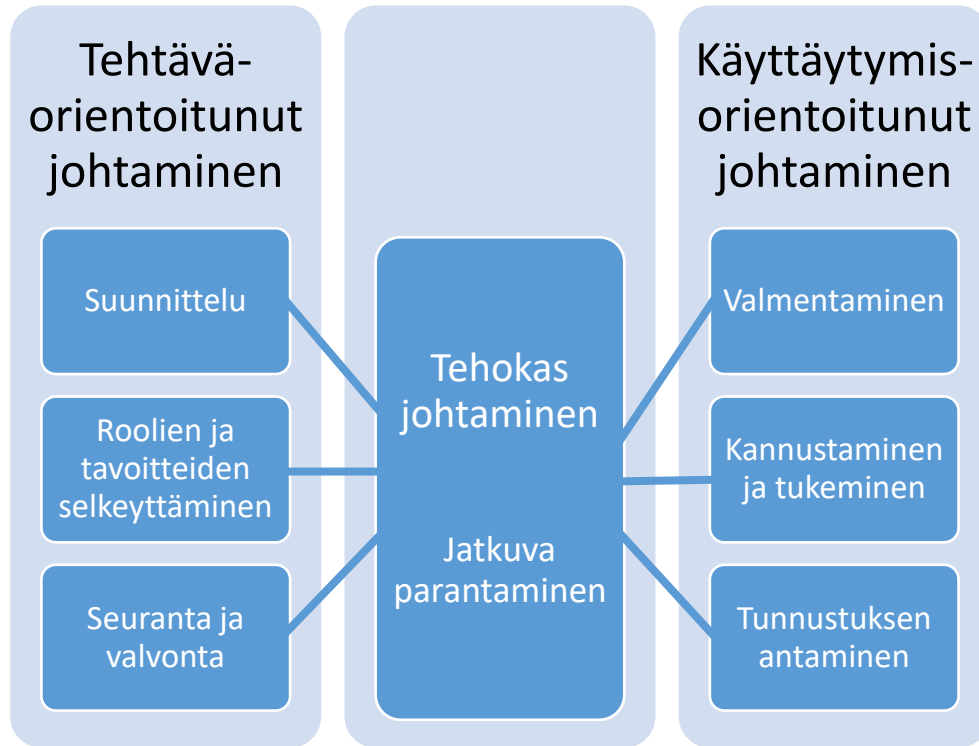 Tehtävä-
orientoitunut
johtaminen
Suunnittelu
Roolien ja
tavoitteiden
selkeyttäminen
Seuranta ja
valvonta
Tehokas
johtaminen
Jatkuva
parantaminen
Käyttäytymis-
orientoitunut
johtaminen
Valmentaminen
Kannustaminen
ja tukeminen
Tunnustuksen
antaminen